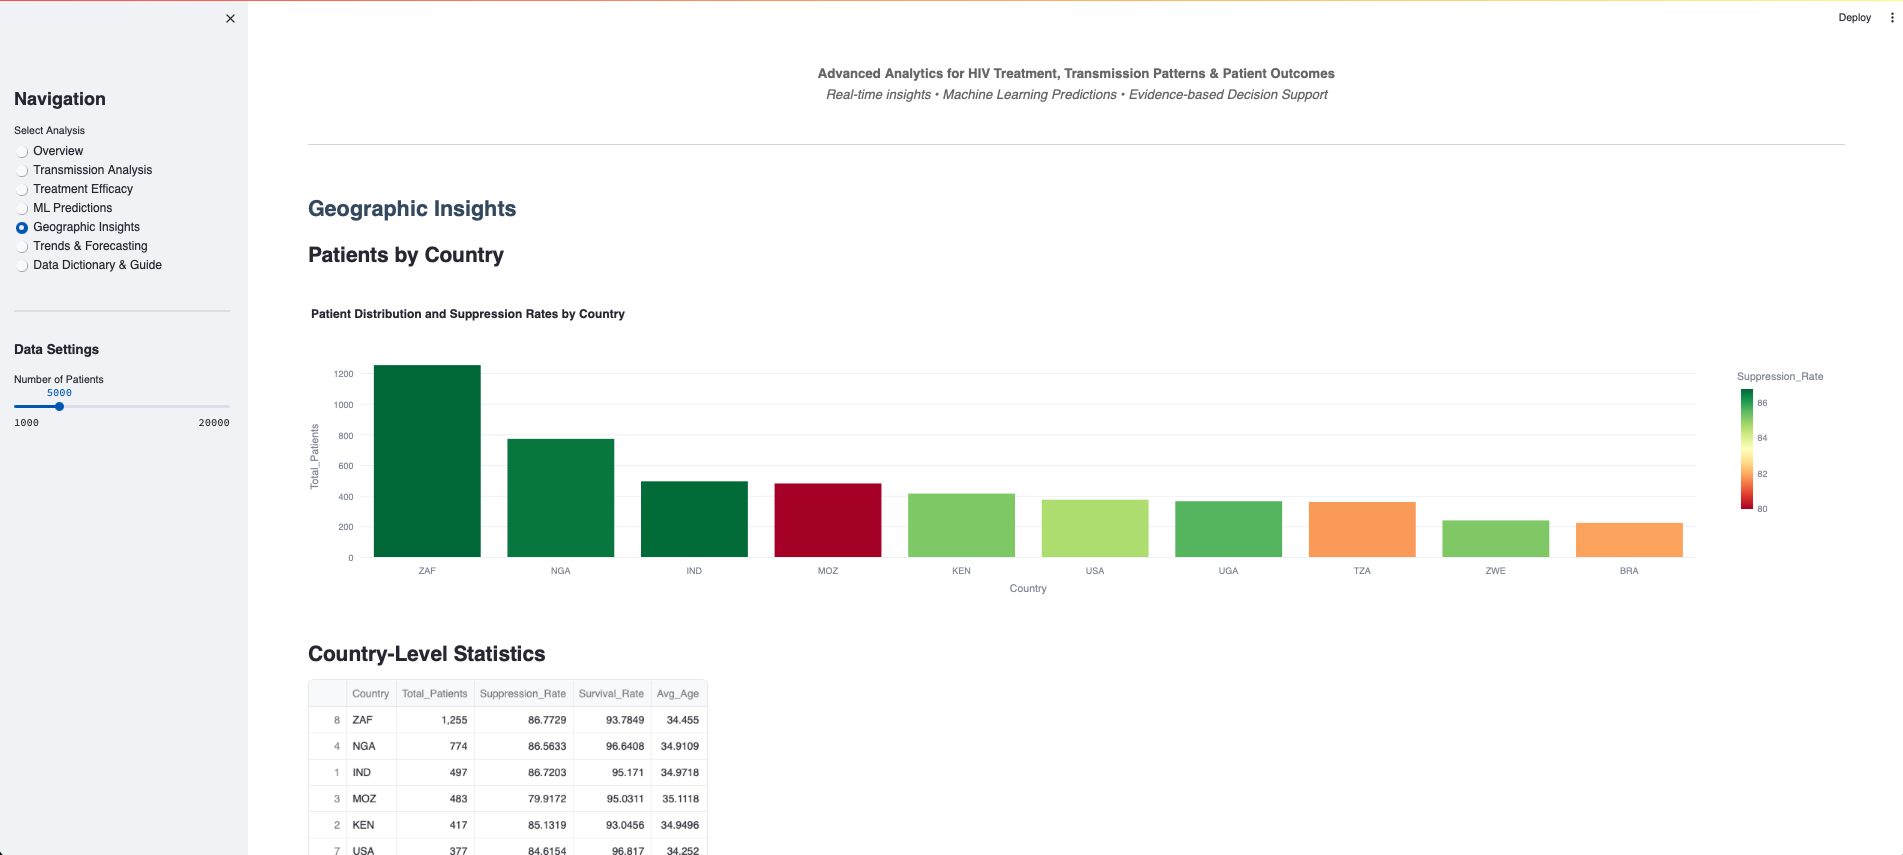 Deploy
Navigation
Select Analysis
Overview
Transmission Analysis
Treatment Efficacy
ML Predictions
Geographic Insights
Trends & Forecasting
Data Dictionary & Guide
Data Settings
Number of Patients
5000
1000 20000
Advanced Analytics for HIV Treatment, Transmission Patterns & Patient Outcomes
Real-time insights • Machine Learning Predictions • Evidence-based Decision Support
Geographic Insights
Patients by Country
Patient Distribution and Suppression Rates by Country
Total_Patients
1200
1000
800
600
400
200
0
ZAF NGA IND MOZ KEN USA UGA TZA ZWE BRA
Country
Suppression_Rate
86
84
82
80
Country-Level Statistics
Country Total_Patients Suppression_Rate Survival_Rate Avg_Age
8 ZAF 1,255 86.7729 93.7849 34.455
4 NGA 774 86.5633 96.6408 34.9109
1 IND 497 86.7203 95.171 34.9718
3 MOZ 483 79.9172 95.0311 35.1118
2 KEN 417 85.1319 93.0456 34.9496
7 USA 377 84.6154 96.817 34.252